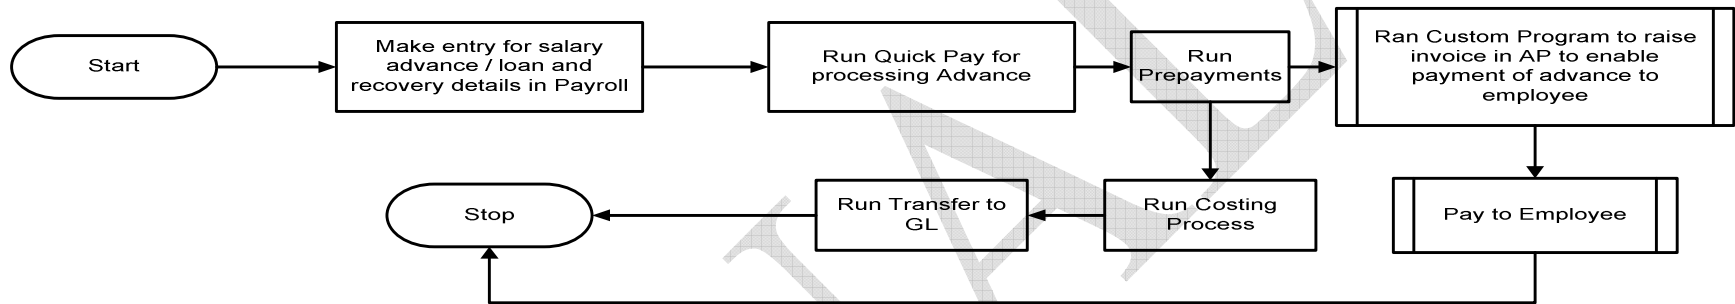 Start
Make entry for salary
advance / loan and
recovery details in Payroll
Run Quick Pay for
processing Advance
Run
Prepayments
Ran Custom Program to raise
invoice in AP to enable
payment of advance to
employee
Stop
Run Transfer to
GL
Run Costing
Process
Pay to Employee